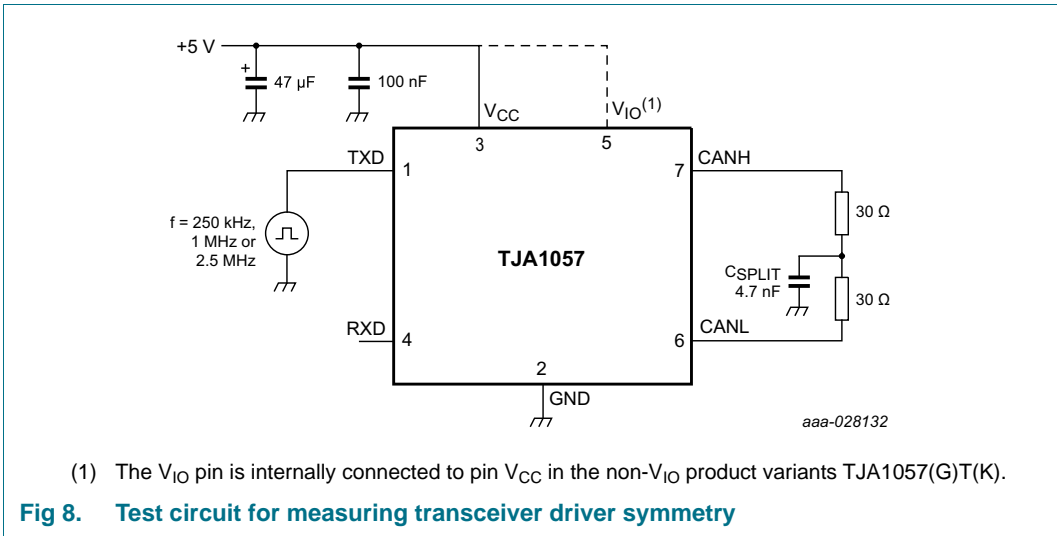 +5 V
+
47 µF
100 nF
VCC
VIO(1)
TXD
3
5
CANH
1
7
f = 250 kHz,
1 MHz or
2.5 MHz
30 Ω
TJA1057
CSPLIT
4.7 nF
30 Ω
RXD
4
6
CANL
2
GND
aaa-028132
(1) The VIO pin is internally connected to pin VCC in the non-VIO product variants TJA1057(G)T(K).
Fig 8. Test circuit for measuring transceiver driver symmetry